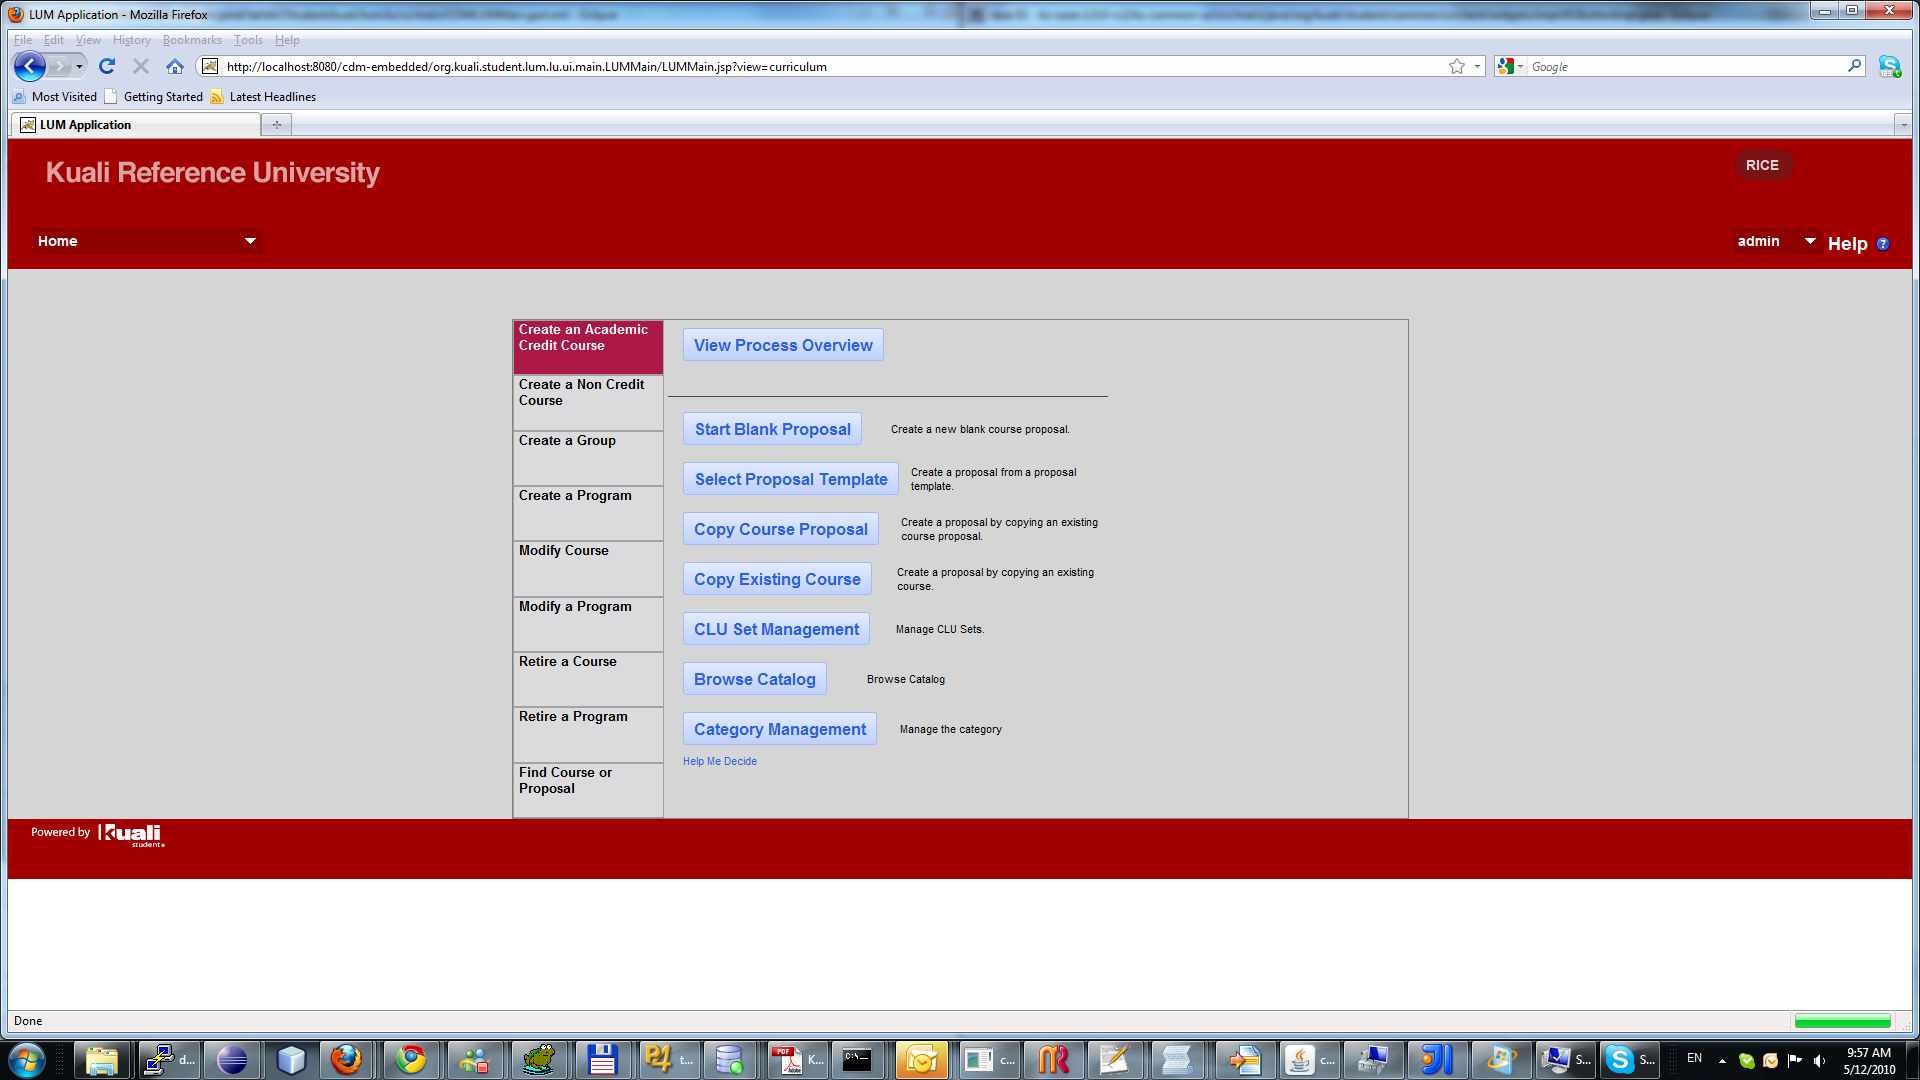 LUM Application - Mozilla Firefox
File Edit View History Bookmarks Tools Help
http://localhost:8080/cdm-embedded/org.kuali.student.lum.lu.ui.main.LUMMain/LUMMain.jsp?view=curriculum
Google
Most Visited Getting Started Latest Headlines
LUM Application
Kuali Reference University
RICE
Home
admin Help ?
Create an Academic
Credit Course
Create a Non Credit
Course
Create a Group
Create a Program
Modify Course
Modify a Program
Retire a Course
Retire a Program
Find Course or
Proposal
View Process Overview
Start Blank Proposal
Create a new blank course proposal.
Select Proposal Template
Create a proposal from a proposal
template.
Copy Course Proposal
Create a proposal by copying an existing
course proposal.
Copy Existing Course
Create a proposal by copying an existing
course.
CLU Set Management
Manage CLU Sets.
Browse Catalog
Browse Catalog
Category Management
Manage the category
Help Me Decide
Powered by Kuali
student
Done
d... t... K... c... c... S... S...
EN
9:57 AM
5/12/2010